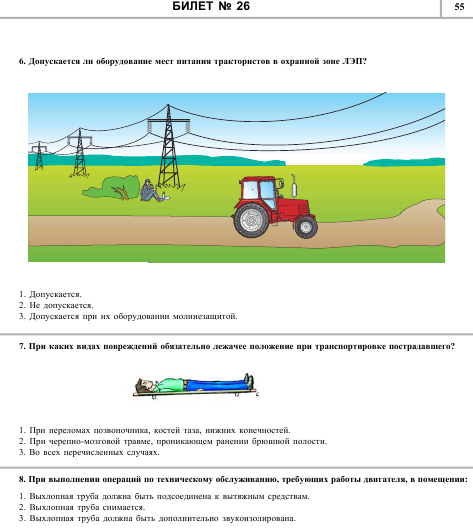 БИЛЕТ № 26
55
6. Допускается ли оборудование мест питания трактористов в охранной зоне ЛЭП?
1. Допускается.
2. Не допускается.
3. Допускается при их оборудовании молниезащитой.
7. При каких видах повреждений обязательно лежачее положение при транспортировке пострадавшего?
1. При переломах позвоночника, костей таза, нижних конечностей.
2. При черепно-мозговой травме, проникающем ранении брюшной полости.
3. Во всех перечисленных случаях.
8. При выполнении операций по техническому обслуживанию, требующих работы двигателя, в помещении:
1. Выхлопная труба должна быть подсоединена к вытяжным средствам.
2. Выхлопная труба снимается.
3. Выхлопная труба должна быть дополнительно звукоизолирована.